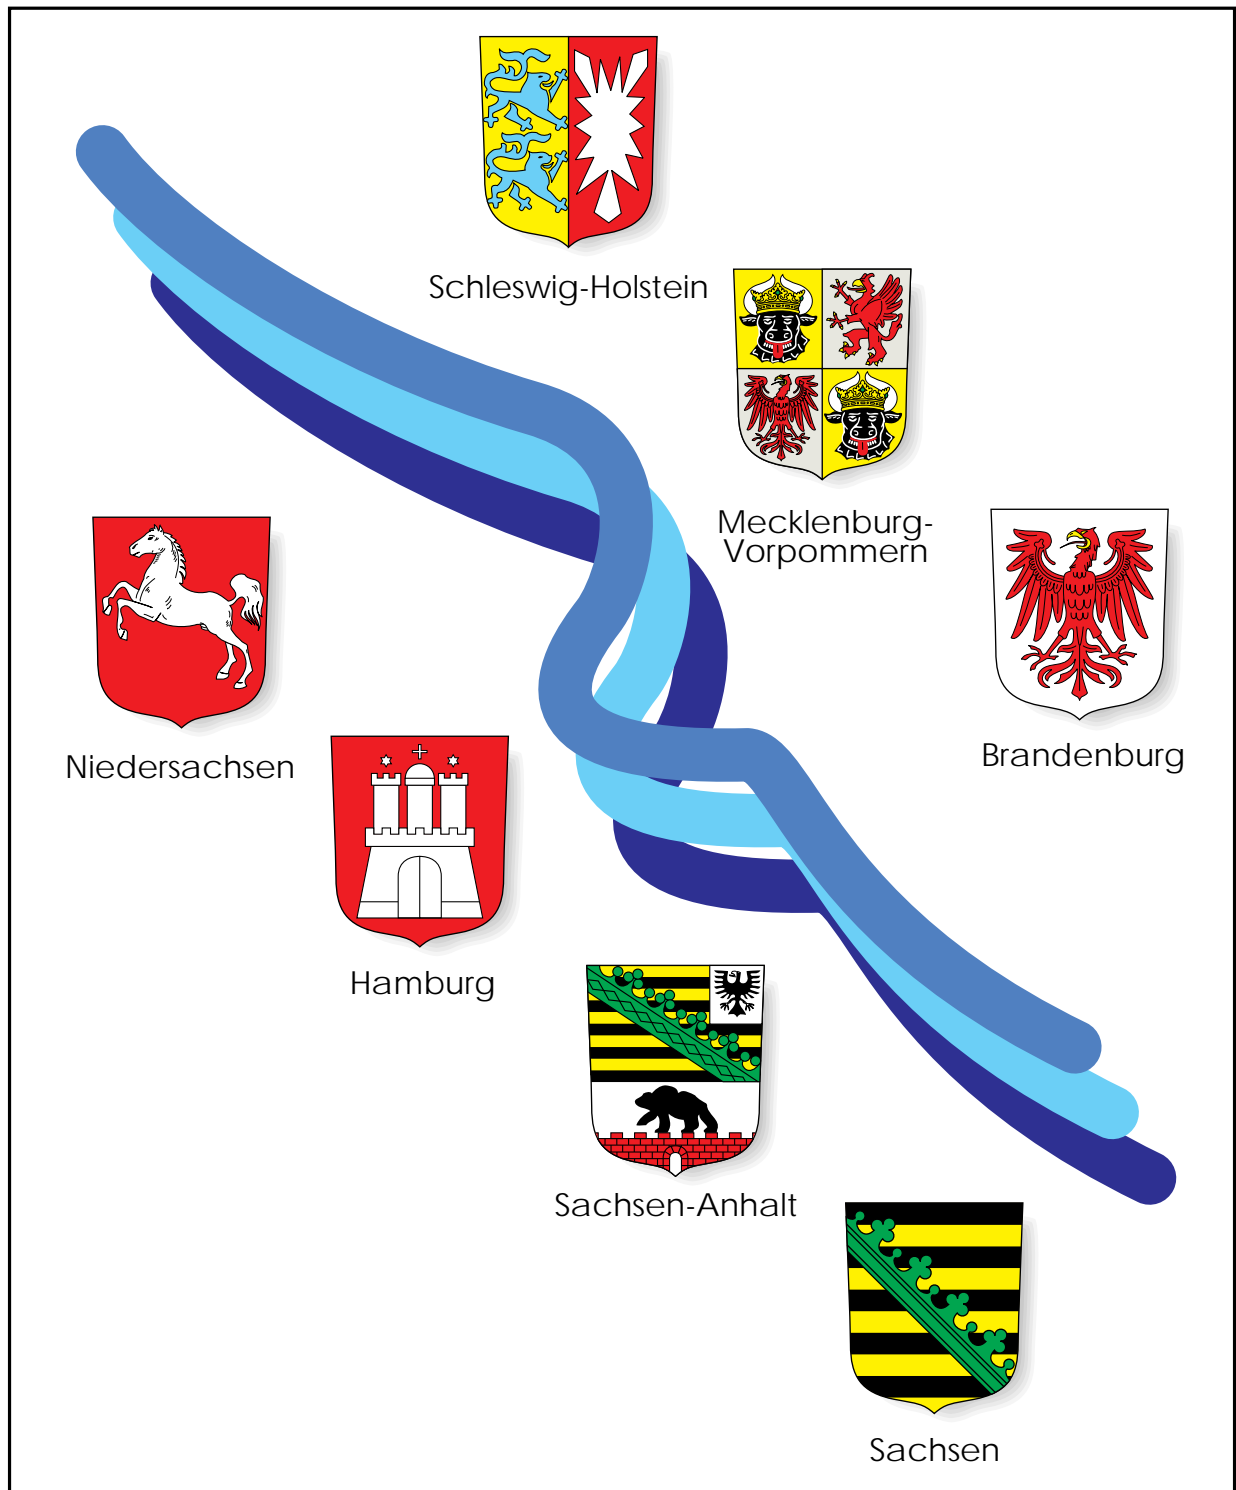 Schleswig-Holstein
Mecklenburg-
Vorpommern
Niedersachsen
Brandenburg
Hamburg
Sachsen-Anhalt
Sachsen